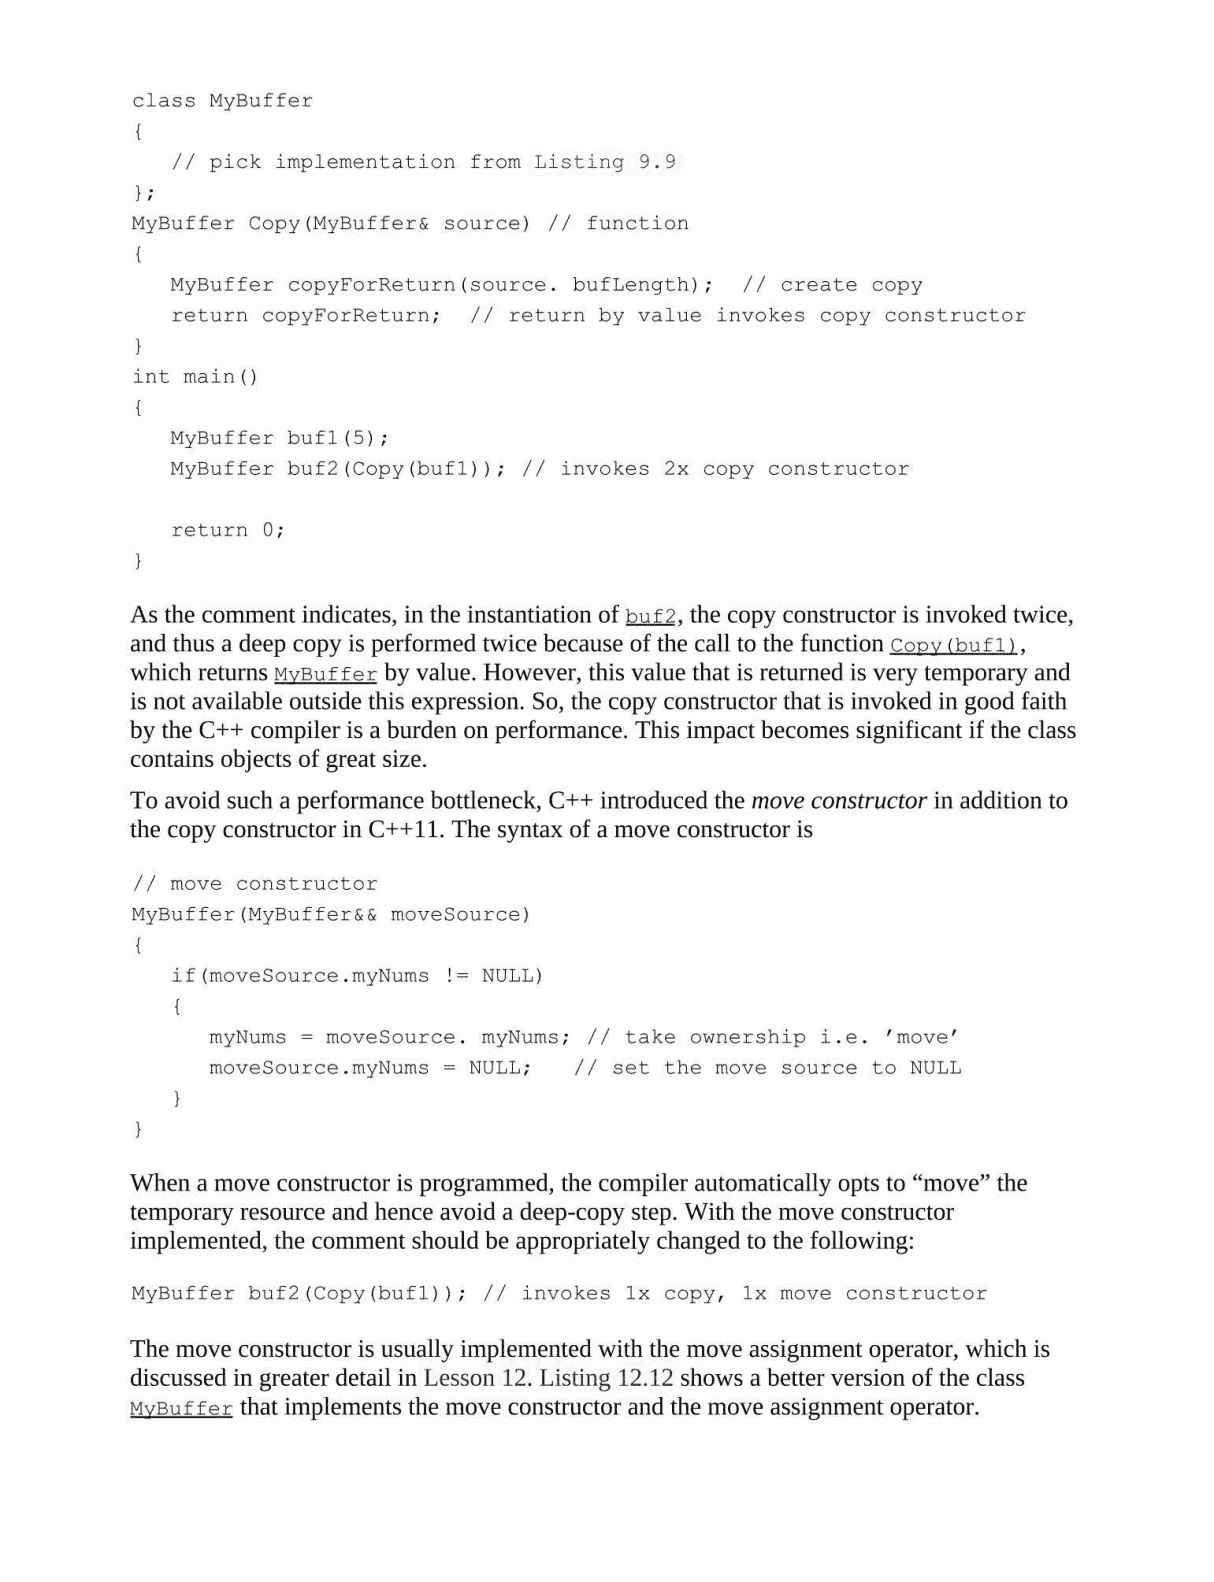 class MyBuffer
{
   // pick implementation from Listing 9.9
};
MyBuffer Copy(MyBuffer& source) // function
{
   MyBuffer copyForReturn(source. bufLength);  // create copy
   return copyForReturn;  // return by value invokes copy constructor
}
int main()
{
   MyBuffer buf1(5);
   MyBuffer buf2(Copy(buf1)); // invokes 2x copy constructor
   return 0;
}
As the comment indicates, in the instantiation of buf2, the copy constructor is invoked twice,
and thus a deep copy is performed twice because of the call to the function Copy(buf1),
which returns MyBuffer by value. However, this value that is returned is very temporary and
is not available outside this expression. So, the copy constructor that is invoked in good faith
by the C++ compiler is a burden on performance. This impact becomes significant if the class
contains objects of great size.
To avoid such a performance bottleneck, C++ introduced the move constructor in addition to
the copy constructor in C++11. The syntax of a move constructor is
// move constructor
MyBuffer(MyBuffer&& moveSource)
{
   if(moveSource.myNums != NULL)
   {
      myNums = moveSource. myNums; // take ownership i.e. ’move’
      moveSource.myNums = NULL;   // set the move source to NULL
   }
}
When a move constructor is programmed, the compiler automatically opts to “move” the
temporary resource and hence avoid a deep-copy step. With the move constructor
implemented, the comment should be appropriately changed to the following:
MyBuffer buf2(Copy(buf1)); // invokes 1x copy, 1x move constructor
The move constructor is usually implemented with the move assignment operator, which is
discussed in greater detail in Lesson 12. Listing 12.12 shows a better version of the class
MyBuffer that implements the move constructor and the move assignment operator.